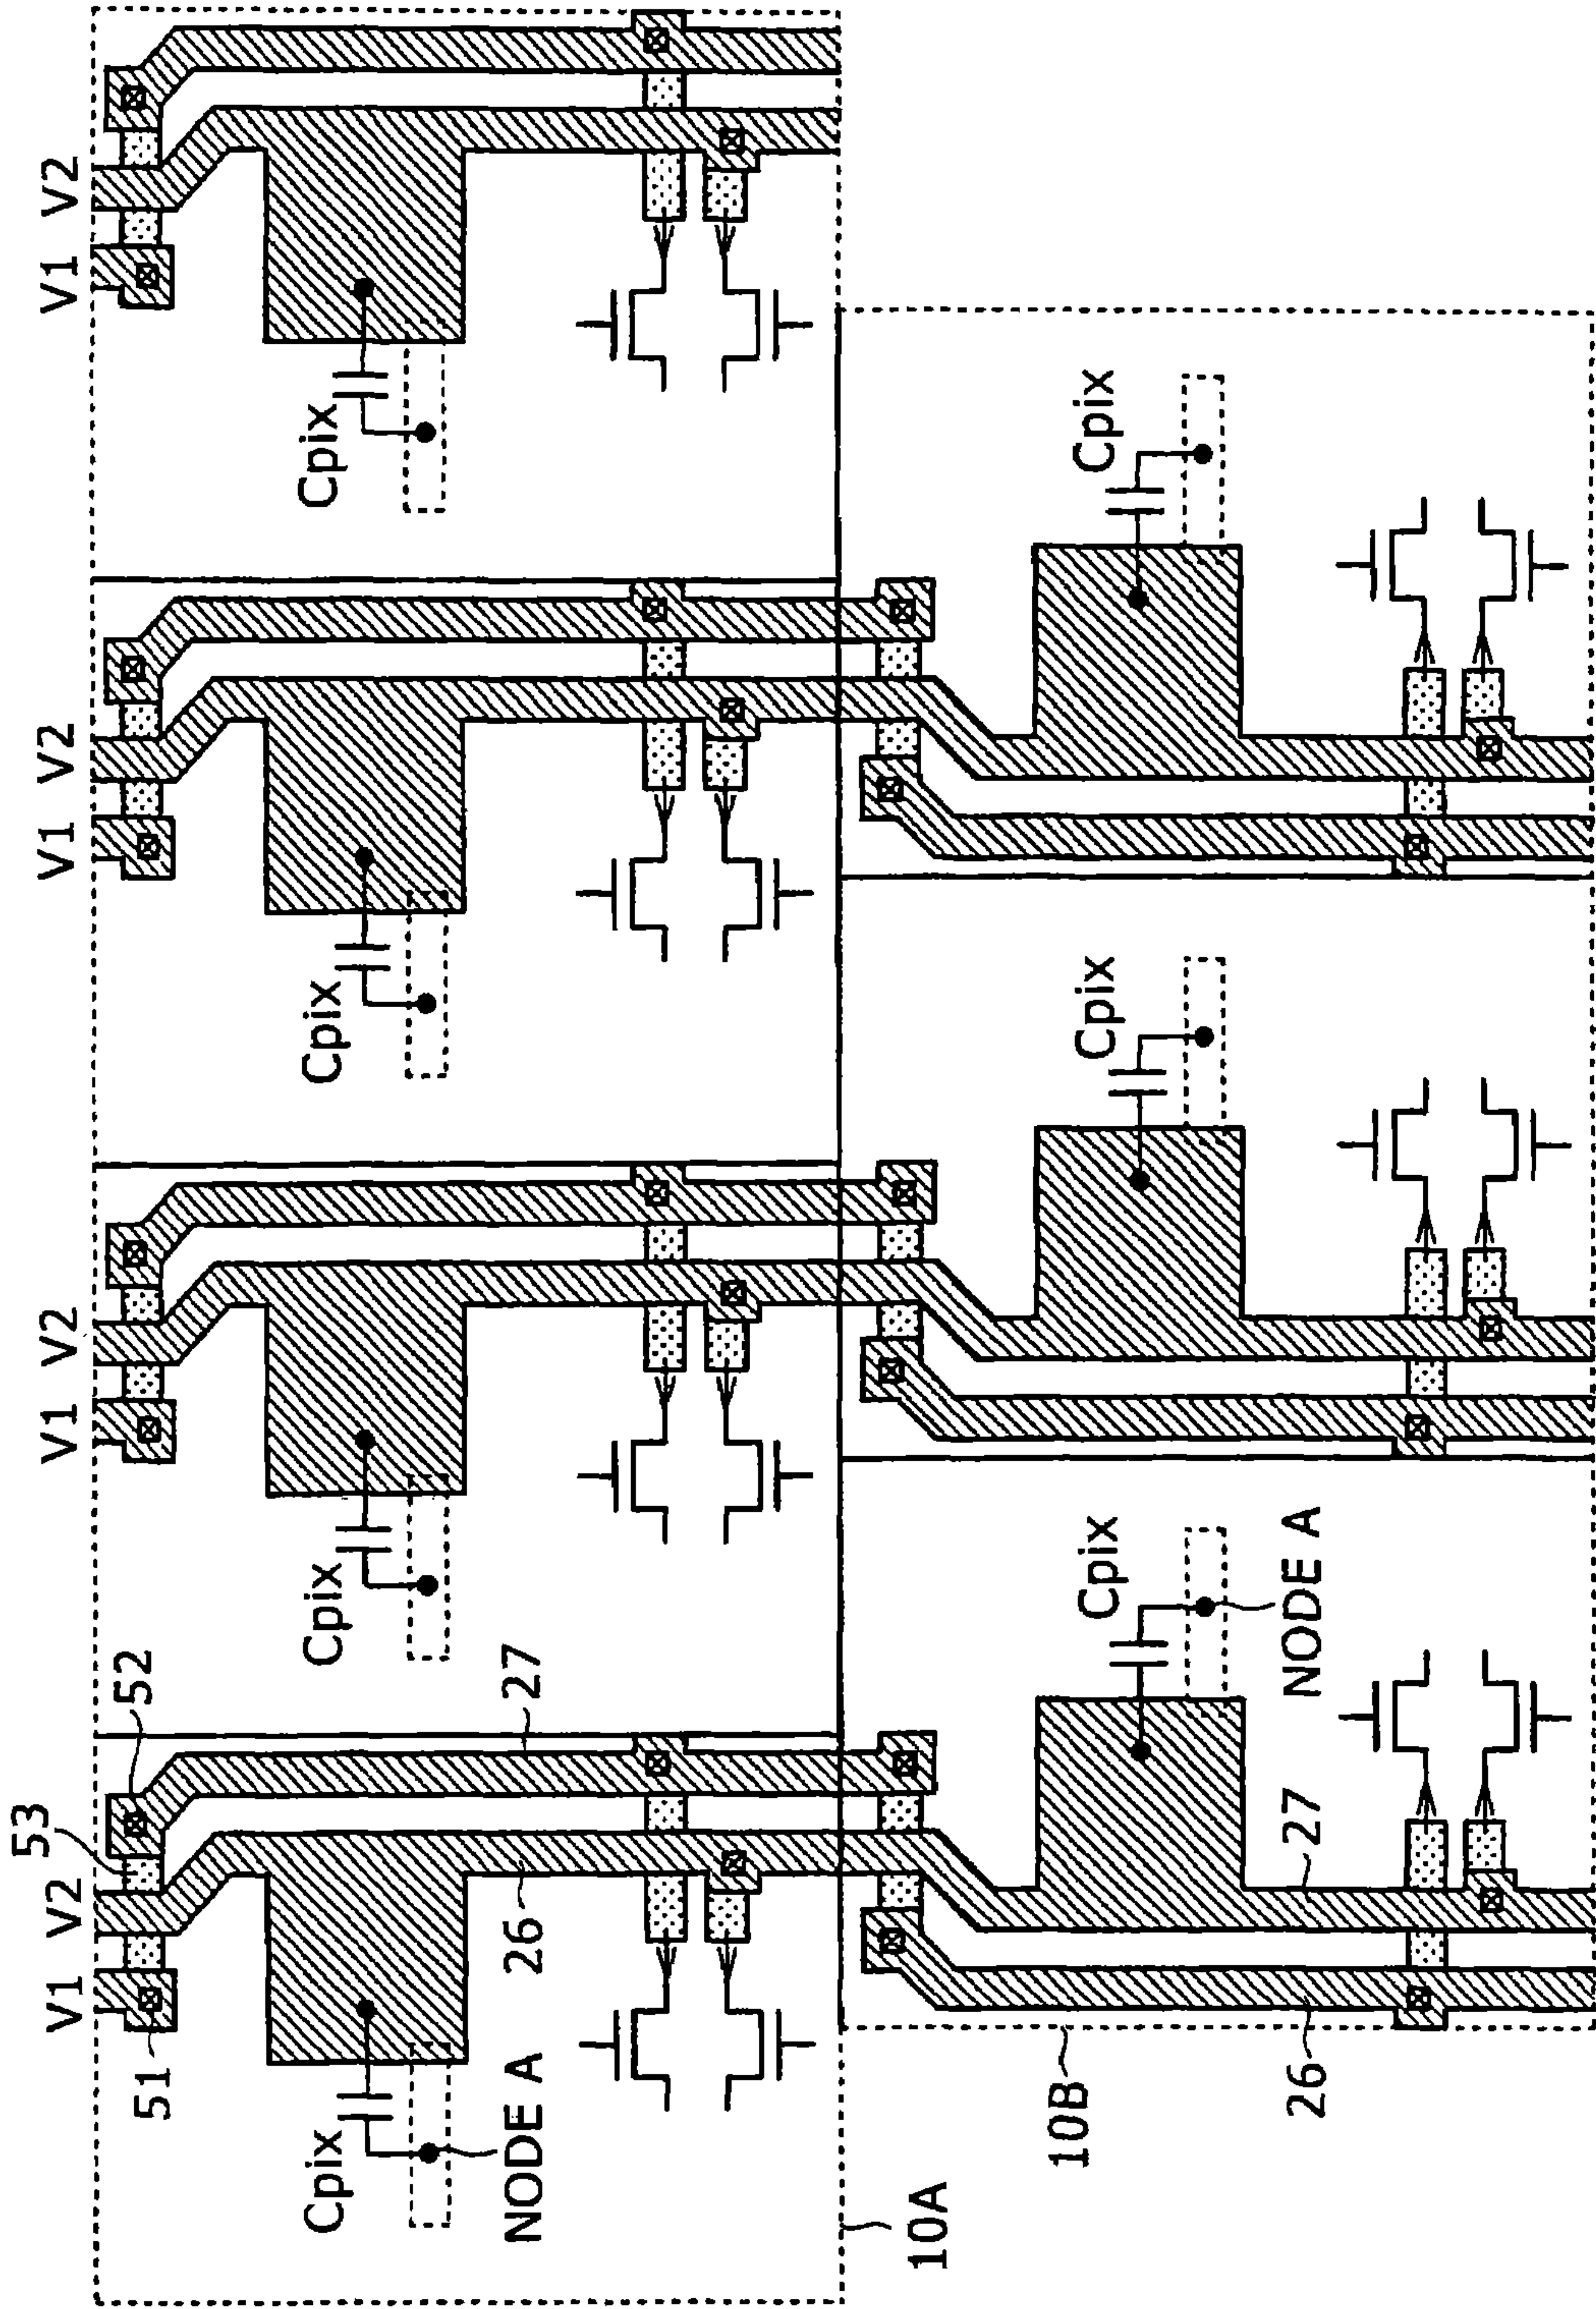 53
V1 V2 V1 V2 V1 V2 V1 V2
51 52
Cpix Cpix Cpix Cpix
NODE A 26 27
10A
10B Cpix Cpix Cpix
26 27 NODE A